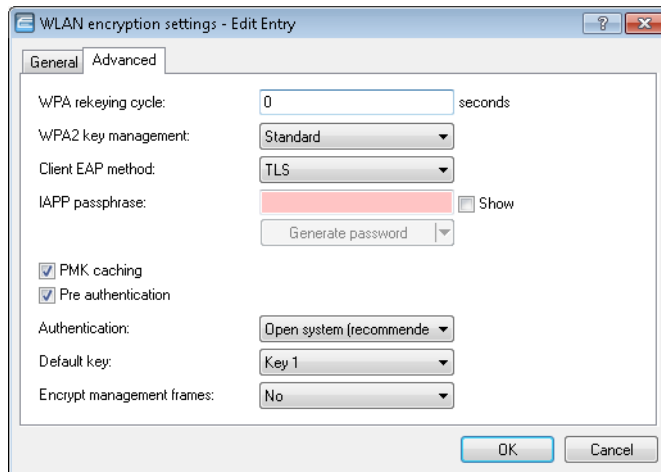 WLAN encryption settings - Edit Entry
General Advanced
WPA rekeying cycle: 0 seconds
WPA2 key management: Standard
Client EAP method: TLS
IAPP passphrase: Show
Generate password
PMK caching
Pre authentication
Authentication: Open system (recommende
Default key: Key 1
Encrypt management frames: No
OK Cancel